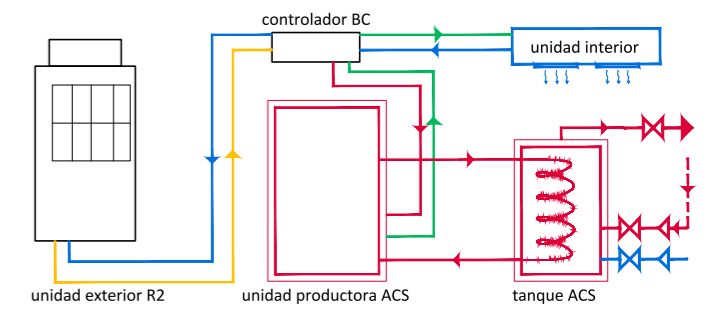 controlador BC
unidad interior
unidad exterior R2
unidad productora ACS
tanque ACS